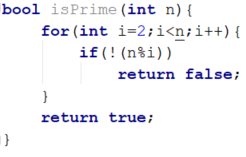 bool isPrime(int n){
    for(int i=2;i<n;i++){
        if(!(n%i))
            return false;
    }
    return true;
}